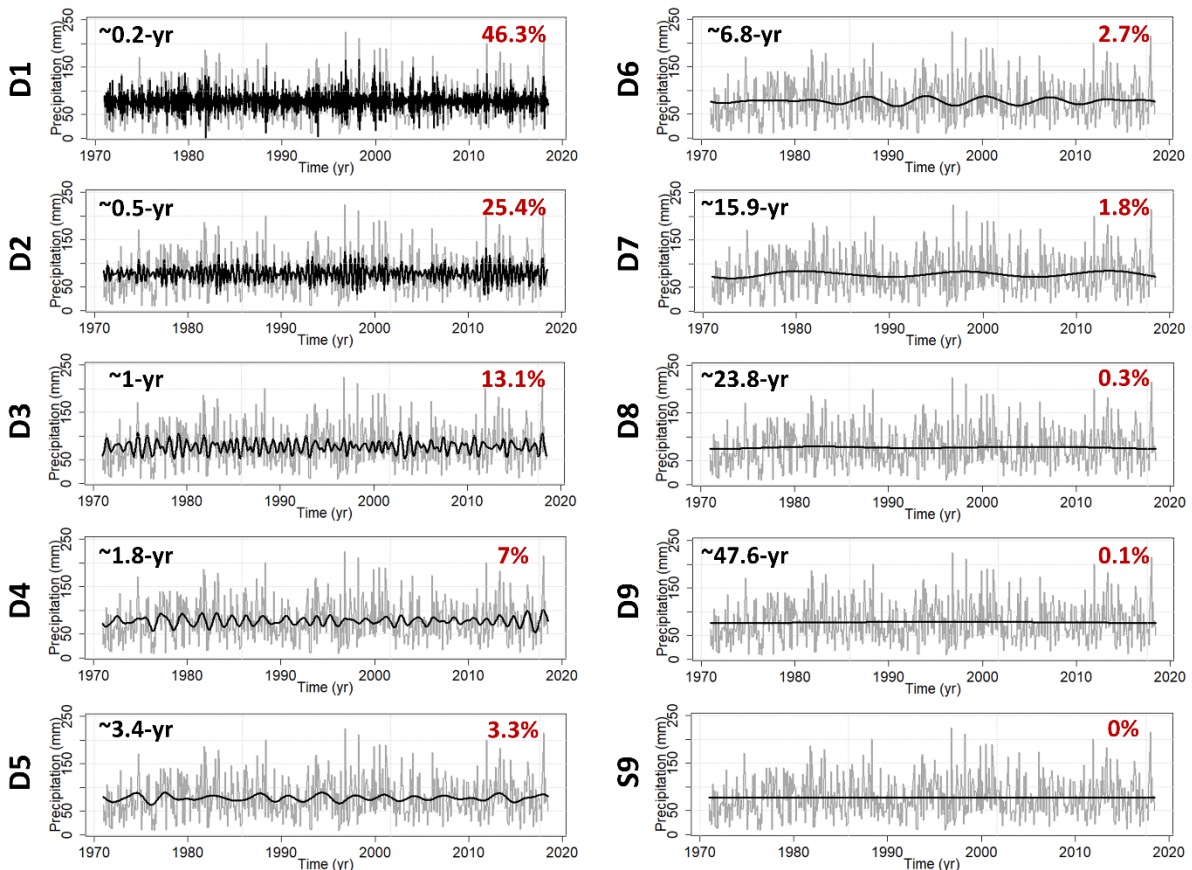 D1
~0.2-yr
46.3%
Precipitation (mm)
0 50 150 250
1970 1980 1990 2000 2010 2020
Time (yr)
D2
~0.5-yr
25.4%
Precipitation (mm)
0 50 150 250
1970 1980 1990 2000 2010 2020
Time (yr)
D3
~1-yr
13.1%
Precipitation (mm)
0 50 150 250
1970 1980 1990 2000 2010 2020
Time (yr)
D4
~1.8-yr
7%
Precipitation (mm)
0 50 150 250
1970 1980 1990 2000 2010 2020
Time (yr)
D5
~3.4-yr
3.3%
Precipitation (mm)
0 50 150 250
1970 1980 1990 2000 2010 2020
Time (yr)
D6
~6.8-yr
2.7%
Precipitation (mm)
0 50 150 250
1970 1980 1990 2000 2010 2020
Time (yr)
D7
~15.9-yr
1.8%
Precipitation (mm)
0 50 150 250
1970 1980 1990 2000 2010 2020
Time (yr)
D8
~23.8-yr
0.3%
Precipitation (mm)
0 50 150 250
1970 1980 1990 2000 2010 2020
Time (yr)
D9
~47.6-yr
0.1%
Precipitation (mm)
0 50 150 250
1970 1980 1990 2000 2010 2020
Time (yr)
S9
0%
Precipitation (mm)
0 50 150 250
1970 1980 1990 2000 2010 2020
Time (yr)